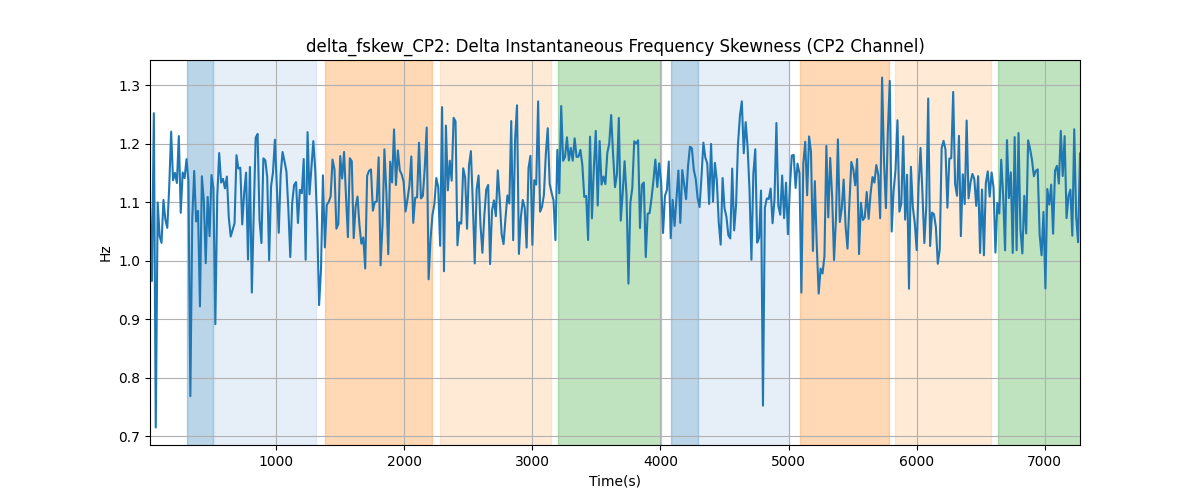 delta_fskew_CP2: Delta Instantaneous Frequency Skewness (CP2 Channel)
1.3
1.2
1.1
1.0
0.9
0.8
0.7
Hz
1000 2000 3000 4000 5000 6000 7000
Time(s)